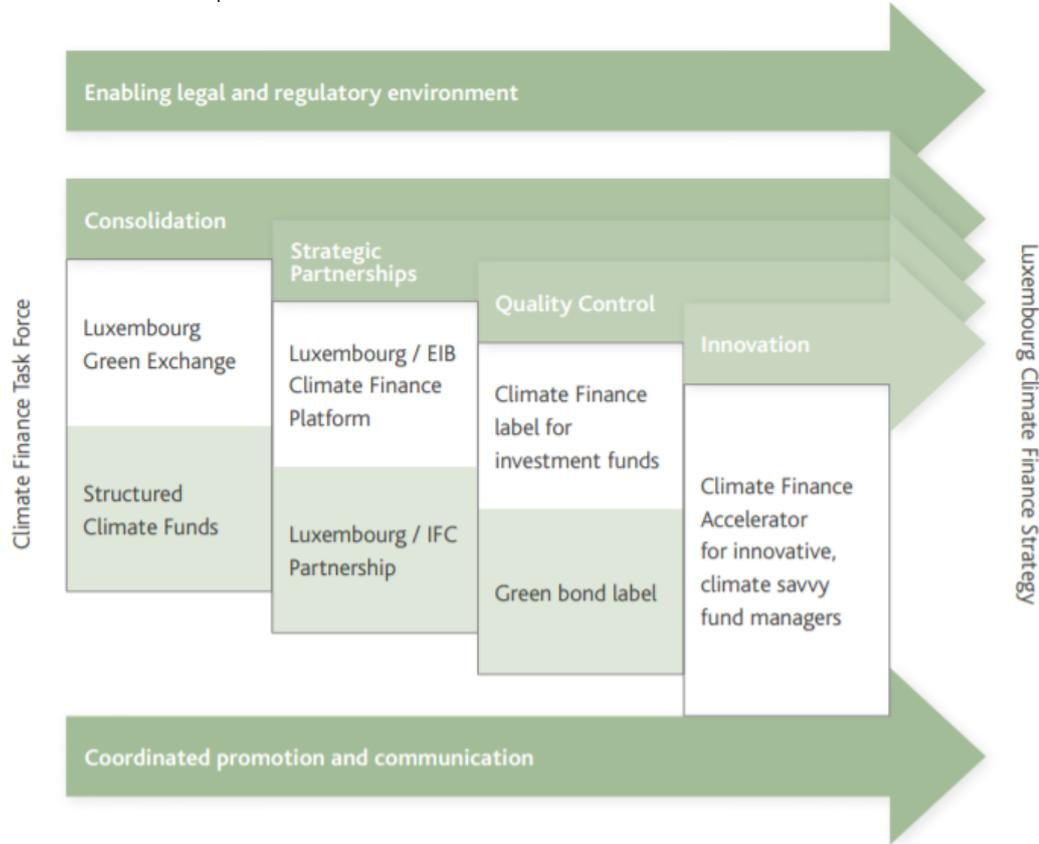 Enabling legal and regulatory environment
Climate Finance Task Force
Consolidation
Luxembourg
Green Exchange
Structured
Climate Funds
Strategic
Partnerships
Luxembourg / EIB
Climate Finance
Platform
Luxembourg / IFC
Partnership
Quality Control
Climate Finance
label for
investment funds
Green bond label
Innovation
Climate Finance
Accelerator
for innovative,
climate savvy
fund managers
Luxembourg Climate Finance Strategy
Coordinated promotion and communication